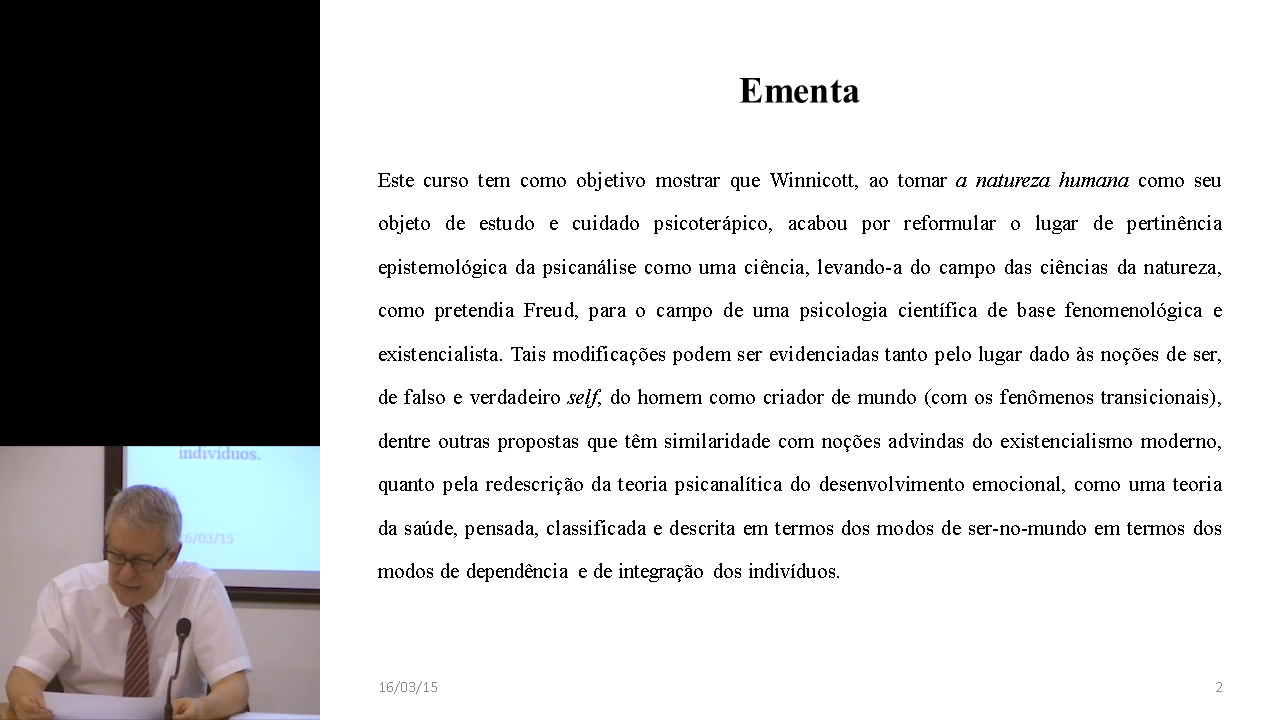 Ementa
Este curso tem como objetivo mostrar que Winnicott, ao tomar a natureza humana como seu
objeto de estudo e cuidado psicoterápico, acabou por reformular o lugar de pertinência
epistemológica da psicanálise como uma ciência, levando-a do campo das ciências da natureza,
como pretendia Freud, para o campo de uma psicologia científica de base fenomenológica e
existencialista. Tais modificações podem ser evidenciadas tanto pelo lugar dado às noções de ser,
de falso e verdadeiro self, do homem como criador de mundo (com os fenômenos transicionais),
dentre outras propostas que têm similaridade com noções advindas do existencialismo moderno,
quanto pela redescrição da teoria psicanalítica do desenvolvimento emocional, como uma teoria
da saúde, pensada, classificada e descrita em termos dos modos de ser-no-mundo em termos dos
modos de dependência e de integração dos indivíduos.
16/03/15
2
indivíduos.
6/03/15